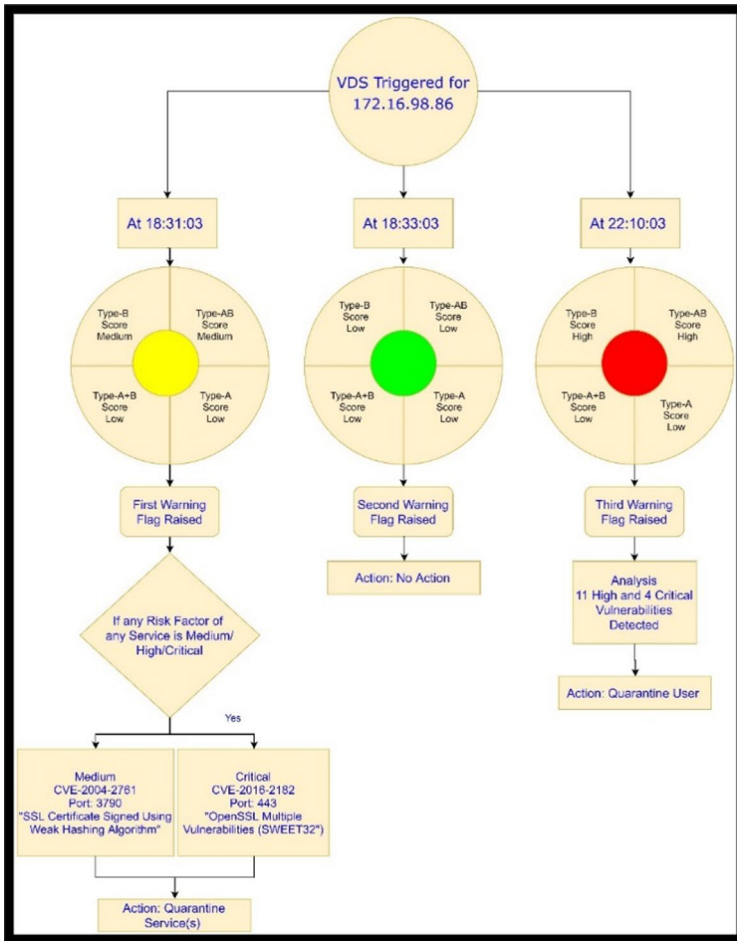 VDS Triggered for
172.16.98.86
At 18:31:03
At 18:33:03
At 22:10:03
Type-B
Score
Medium
Type-AB
Score
Medium
Type-A+B
Score
Low
Type-A
Score
Low
Type-B
Score
Low
Type-AB
Score
Low
Type-A+B
Score
Low
Type-A
Score
Low
Type-B
Score
High
Type-AB
Score
High
Type-A+B
Score
Low
Type-A
Score
Low
First Warning
Flag Raised
Second Warning
Flag Raised
Third Warning
Flag Raised
Action: No Action
Analysis
11 High and 4 Critical
Vulnerabilities
Detected
Action: Quarantine User
If any Risk Factor of
any Service is Medium/
High/Critical
Yes
Medium
CVE-2004-2761
Port: 3790
"SSL Certificate Signed Using
Weak Hashing Algorithm"
Critical
CVE-2016-2182
Port: 443
"OpenSSL Multiple
Vulnerabilities (SWEET32")
Action: Quarantine
Service(s)